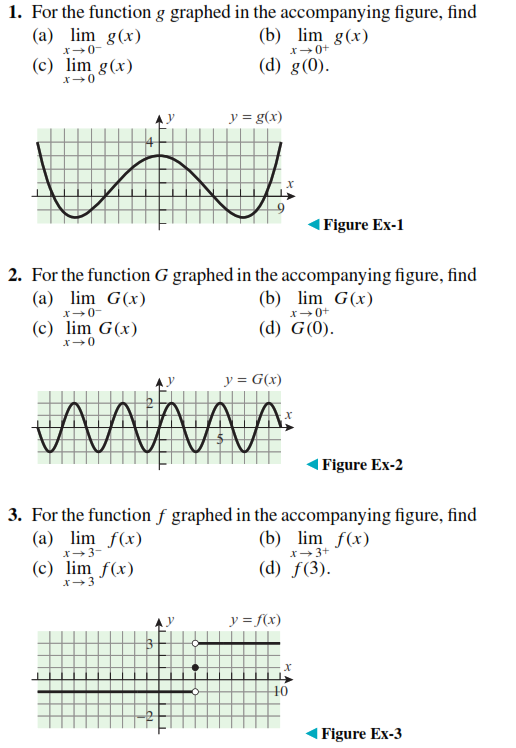 1. For the function g graphed in the accompanying figure, find
(a) lim g(x) (b) lim g(x)
x→0⁻ x→0⁺
(c) lim g(x) (d) g(0).
x→0
y y = g(x)
4
x
9
◄ Figure Ex-1
2. For the function G graphed in the accompanying figure, find
(a) lim G(x) (b) lim G(x)
x→0⁻ x→0⁺
(c) lim G(x) (d) G(0).
x→0
y y = G(x)
2
x
5
◄ Figure Ex-2
3. For the function f graphed in the accompanying figure, find
(a) lim f(x) (b) lim f(x)
x→3⁻ x→3⁺
(c) lim f(x) (d) f(3).
x→3
y y = f(x)
3
x
10
−2
◄ Figure Ex-3